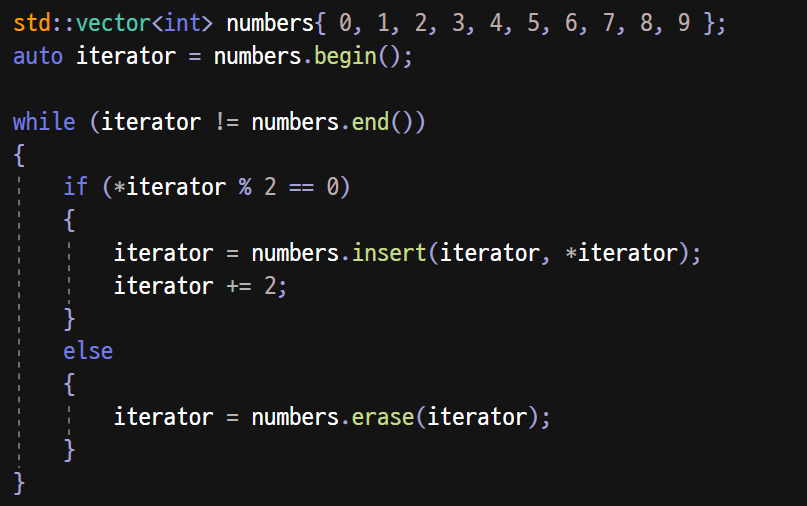 std::vector<int> numbers{ 0, 1, 2, 3, 4, 5, 6, 7, 8, 9 };
auto iterator = numbers.begin();

while (iterator != numbers.end())
{
    if (*iterator % 2 == 0)
    {
        iterator = numbers.insert(iterator, *iterator);
        iterator += 2;
    }
    else
    {
        iterator = numbers.erase(iterator);
    }
}